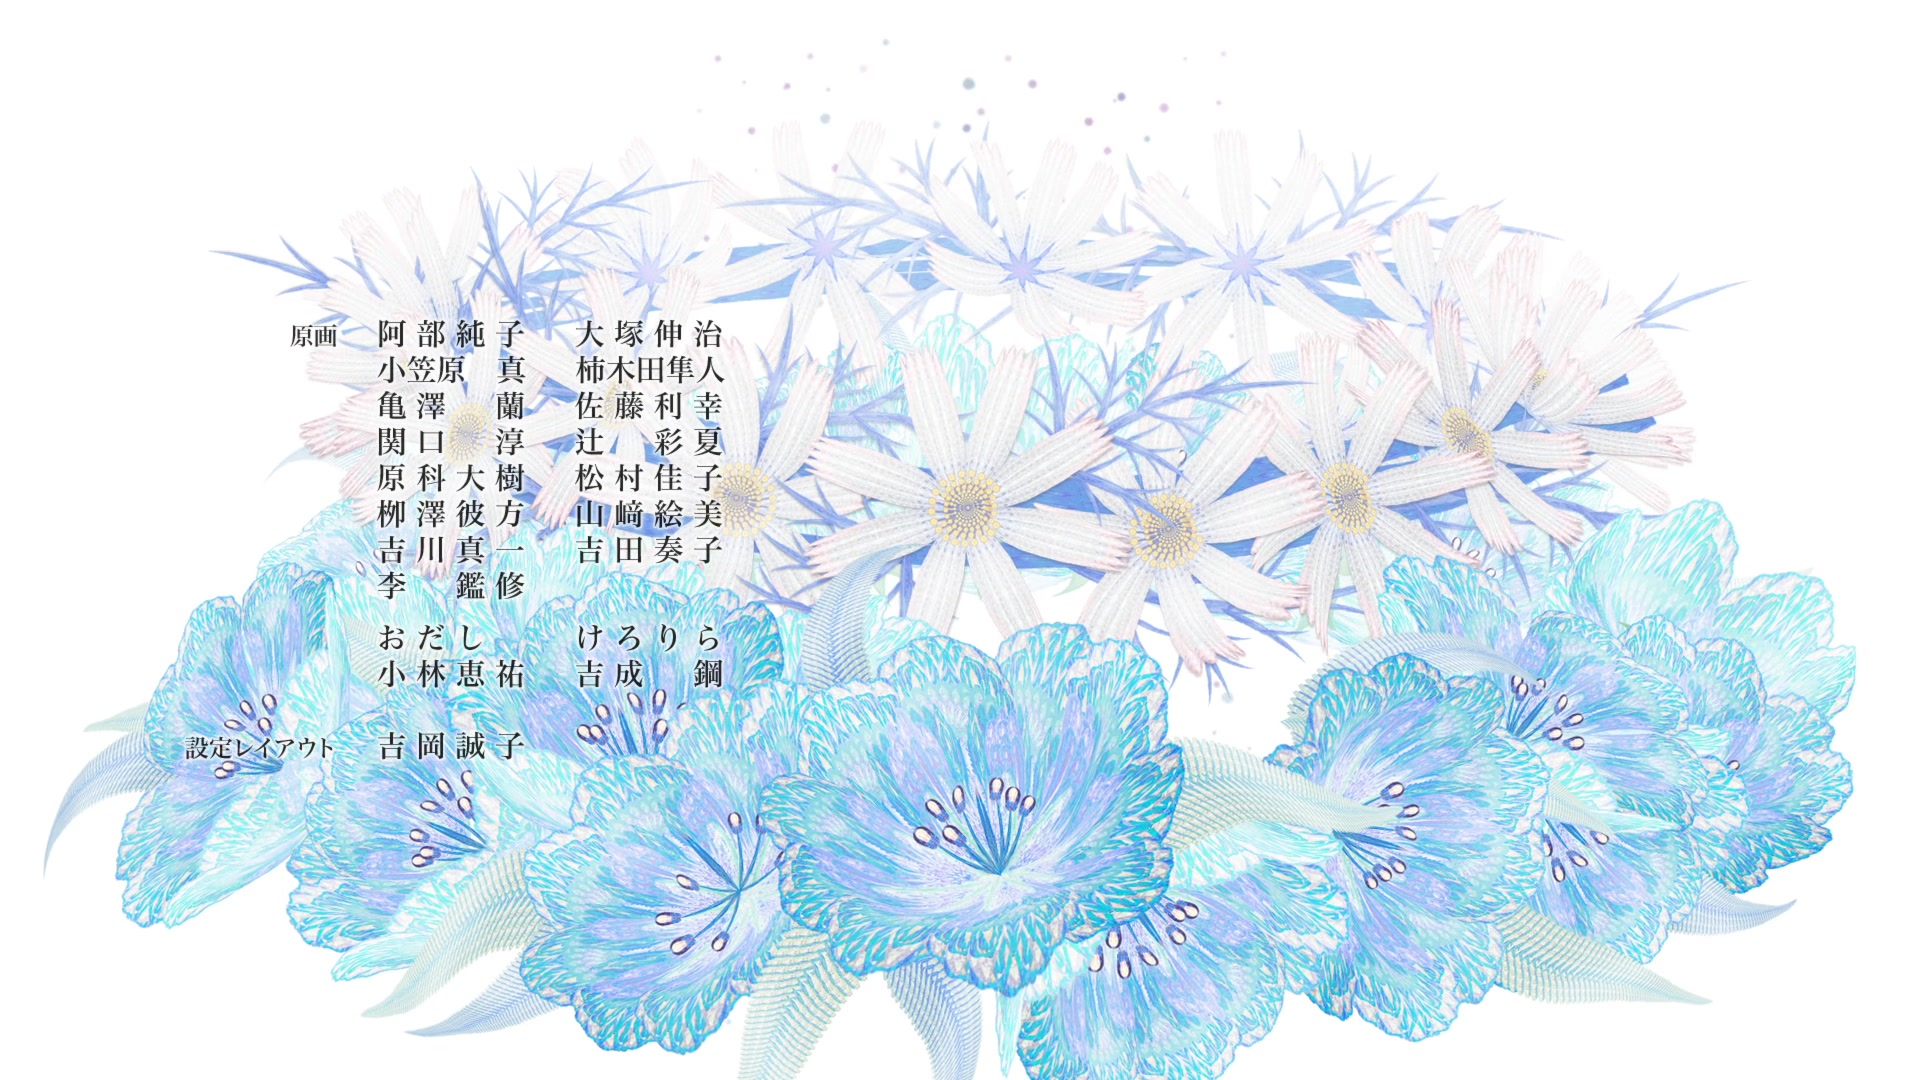 原画 阿部純子 大塚伸治
小笠原 真 柿木田隼人
亀澤 蘭 佐藤利幸
関口 淳 辻 彩夏
原科大樹 松村佳子
栁澤彼方 山﨑絵美
吉川真一 吉田奏子
李 鑑修
おだし けろりら
小林恵祐 吉成 鋼
設定レイアウト 吉岡誠子